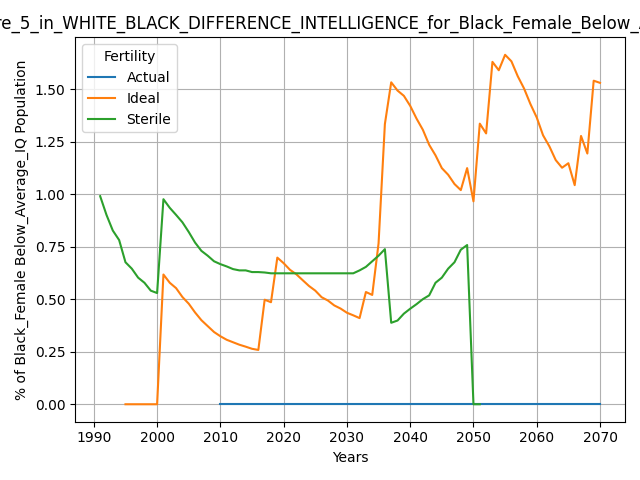 re_5_in_WHITE_BLACK_DIFFERENCE_INTELLIGENCE_for_Black_Female_Below_
% of Black_Female Below_Average_IQ Population
Fertility
Actual
Ideal
Sterile
1.50
1.25
1.00
0.75
0.50
0.25
0.00
1990 2000 2010 2020 2030 2040 2050 2060 2070
Years